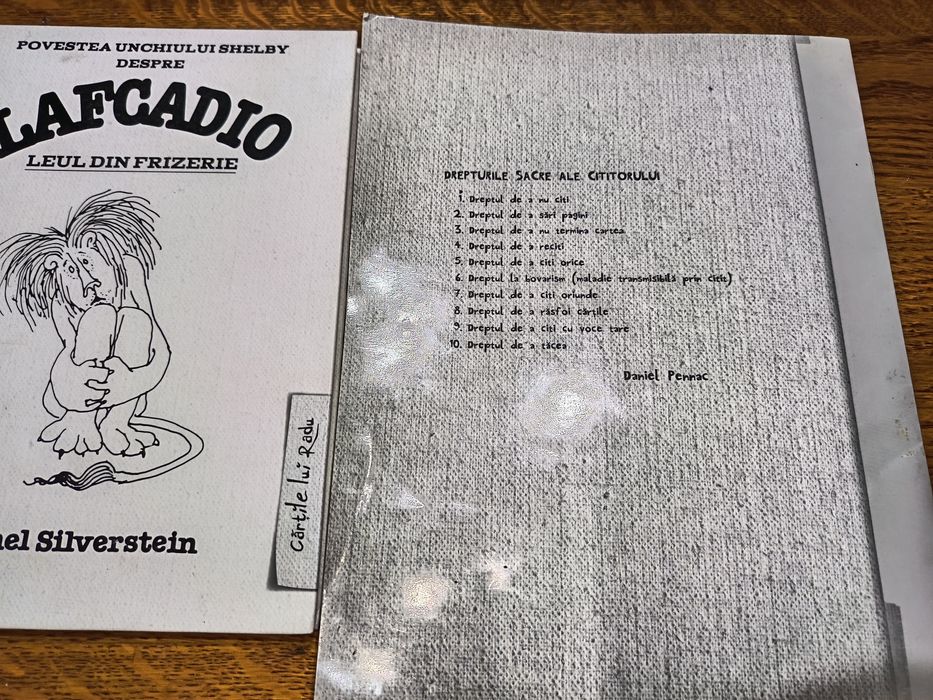 POVESTEA UNCHIULUI SHELBY
DESPRE
LAFCADIO
LEUL DIN FRIZERIE
Silverstein
Cărțile lui Radu
DREPTURILE SACRE ALE CITITORULUI
1. Dreptul de a nu citi
2. Dreptul de a sări pagini
3. Dreptul de a nu termina cartea
4. Dreptul de a reciti
5. Dreptul de a citi orice
6. Dreptul la bovarism (maladie transmisibilă prin citit)
7. Dreptul de a citi oriunde
8. Dreptul de a răsfoi cărțile
9. Dreptul de a citi cu voce tare
10. Dreptul de a tăcea
Daniel Pennac